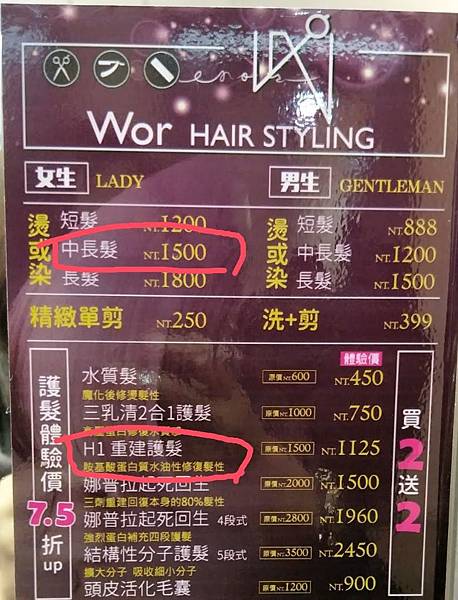 Wor HAIR STYLING
女生 LADY
男生 GENTLEMAN
燙或染
短髮 NT.1200
中長髮 NT.1500
長髮 NT.1800
燙或染
短髮 NT.888
中長髮 NT.1200
長髮 NT.1500
精緻單剪 NT.250
洗+剪 NT.399
護髮體驗價 7.5折up
體驗價
水質髮 原價NT.600 NT.450
魔化後修燙髮性
三乳清2合1護髮 原價NT.1000 NT.750
H1 重建護髮 原價NT.1500 NT.1125
胺基酸蛋白質水油性修復髮性
娜普拉起死回生 原價NT.2000 NT.1500
三劑重建回復本身的80%髮性
娜普拉起死回生 4段式 原價NT.2800 NT.1960
強烈蛋白補充四段護髮
結構性分子護髮 5段式 原價NT.3500 NT.2450
擴大分子 吸收細小分子
頭皮活化毛囊 原價NT.1200 NT.900
買2送2